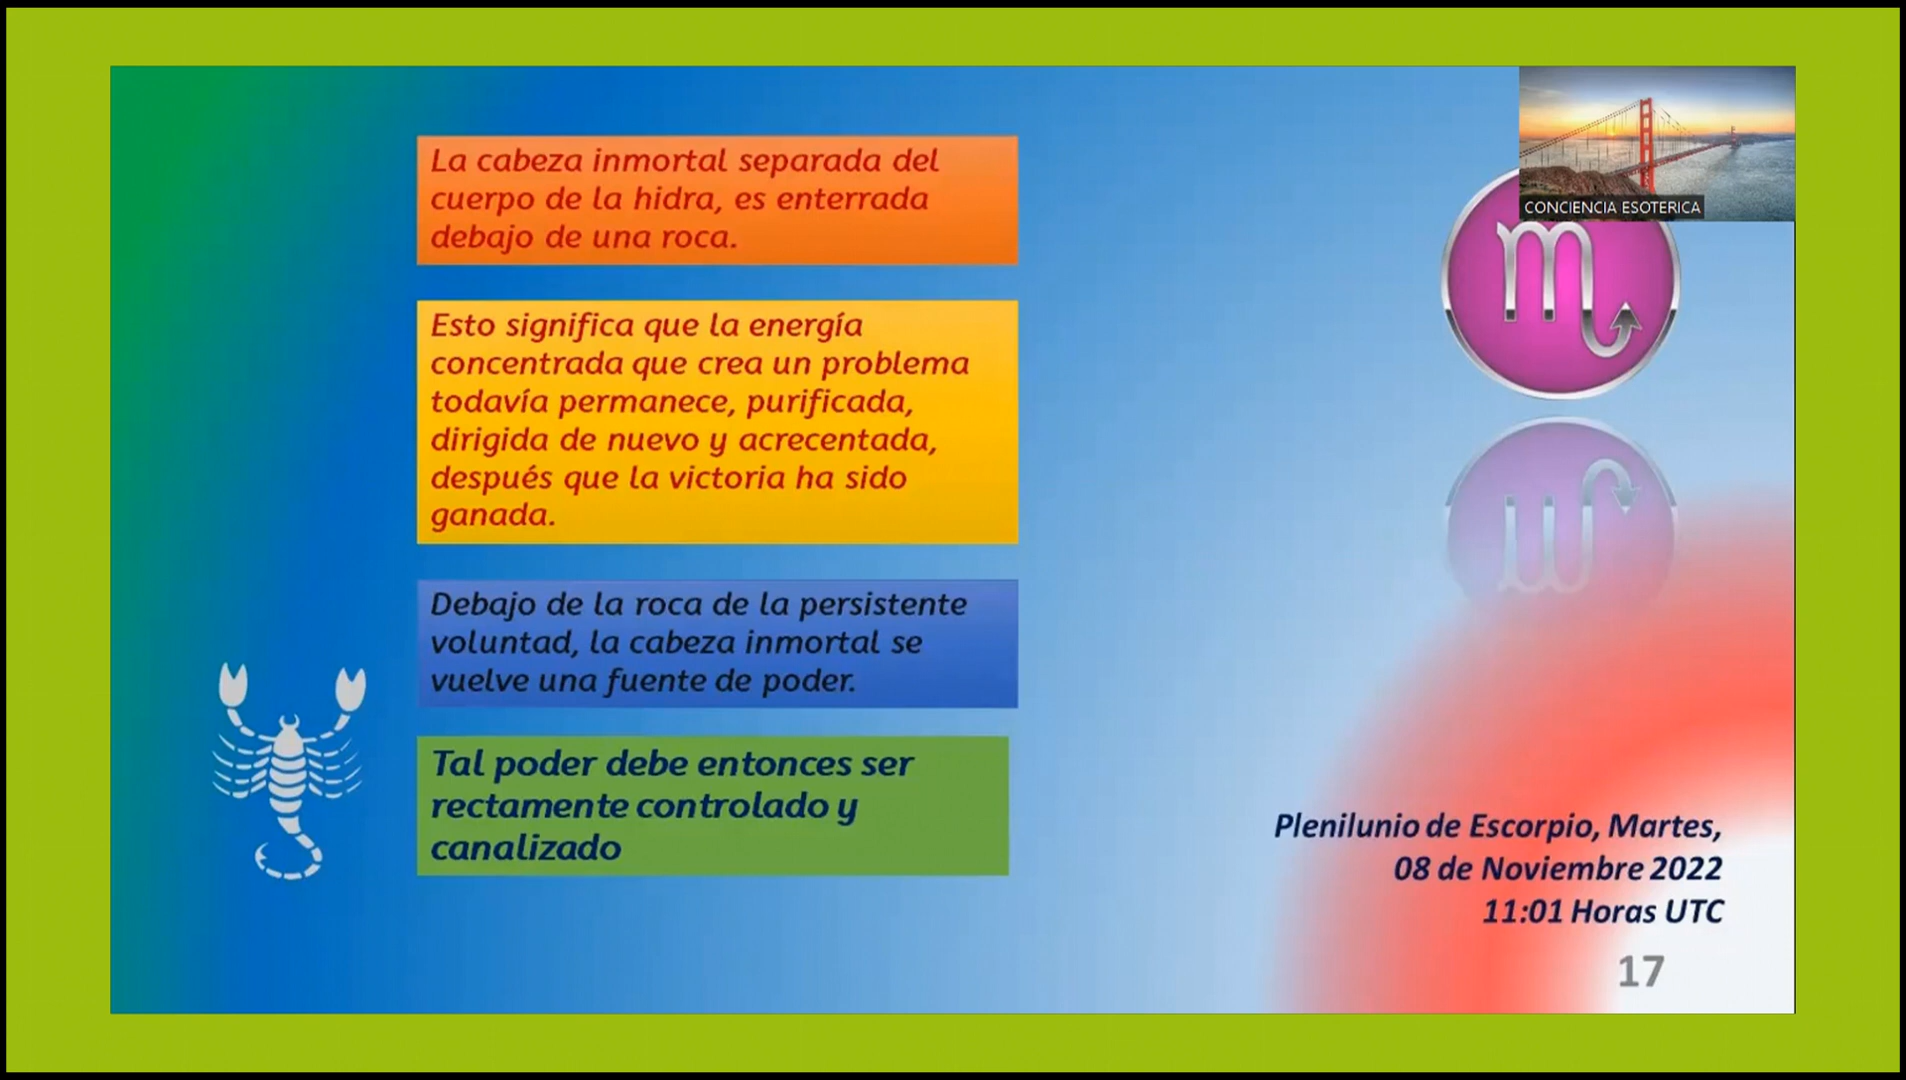 CONCIENCIA ESOTERICA
La cabeza inmortal separada del
cuerpo de la hidra, es enterrada
debajo de una roca.
Esto significa que la energía
concentrada que crea un problema
todavía permanece, purificada,
dirigida de nuevo y acrecentada,
después que la victoria ha sido
ganada.
Debajo de la roca de la persistente
voluntad, la cabeza inmortal se
vuelve una fuente de poder.
Tal poder debe entonces ser
rectamente controlado y
canalizado
Plenilunio de Escorpio, Martes,
08 de Noviembre 2022
11:01 Horas UTC
17